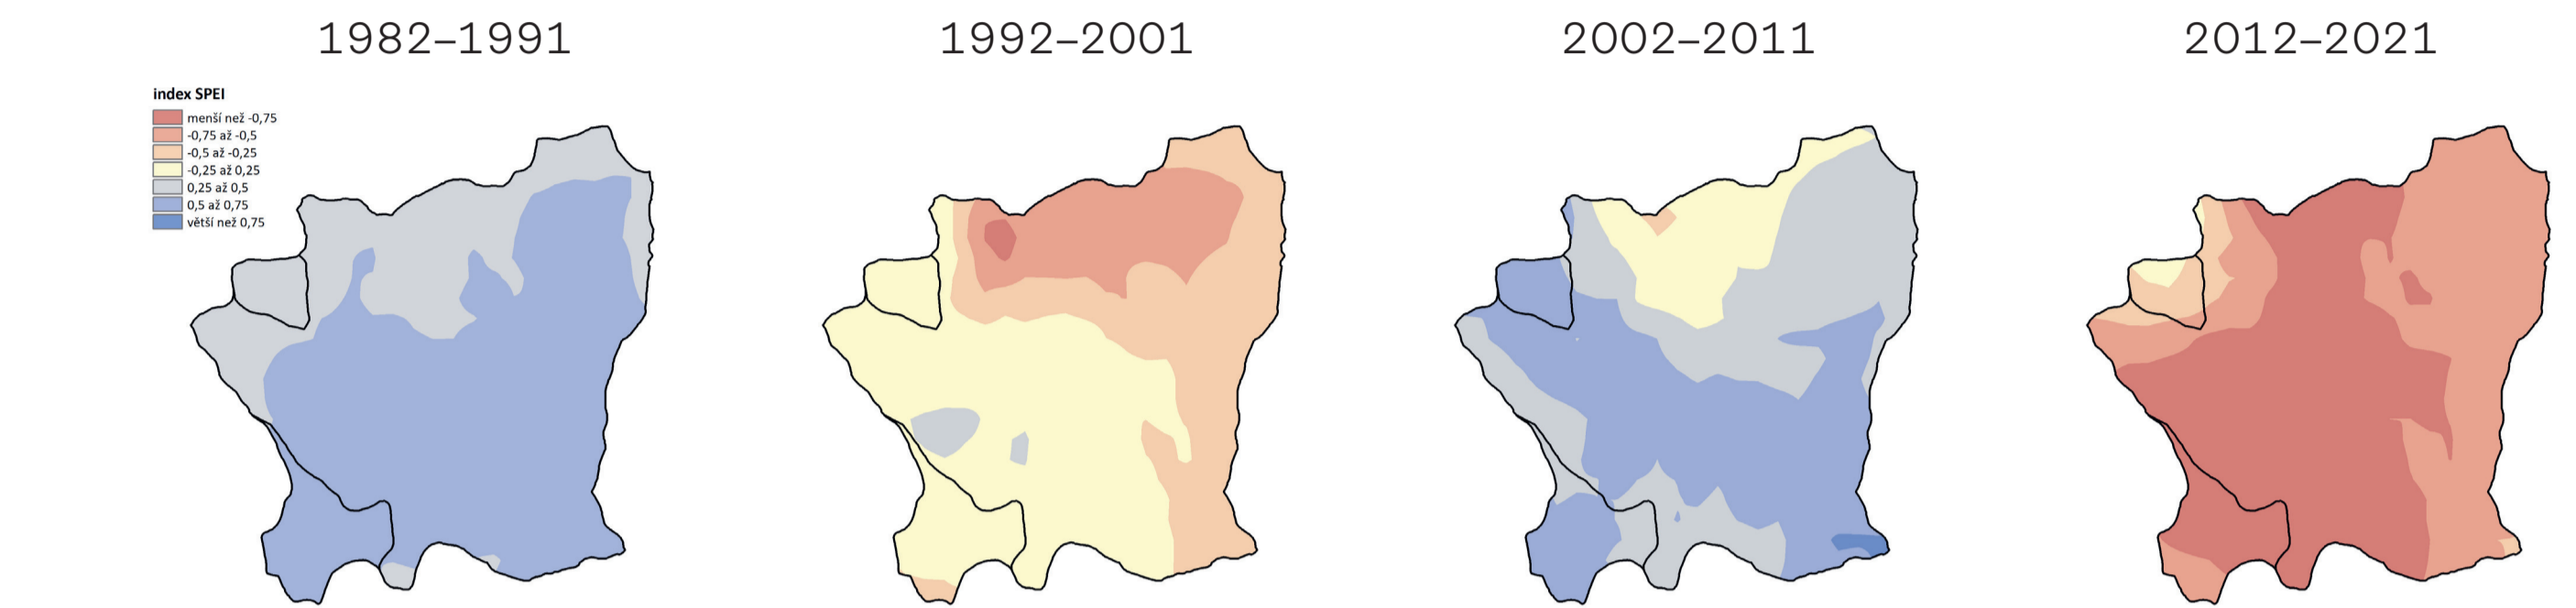 1982–1991
1992–2001
2002–2011
2012–2021
index SPEI
menší než -0,75
-0,75 až -0,5
-0,5 až -0,25
-0,25 až 0,25
0,25 až 0,5
0,5 až 0,75
větší než 0,75